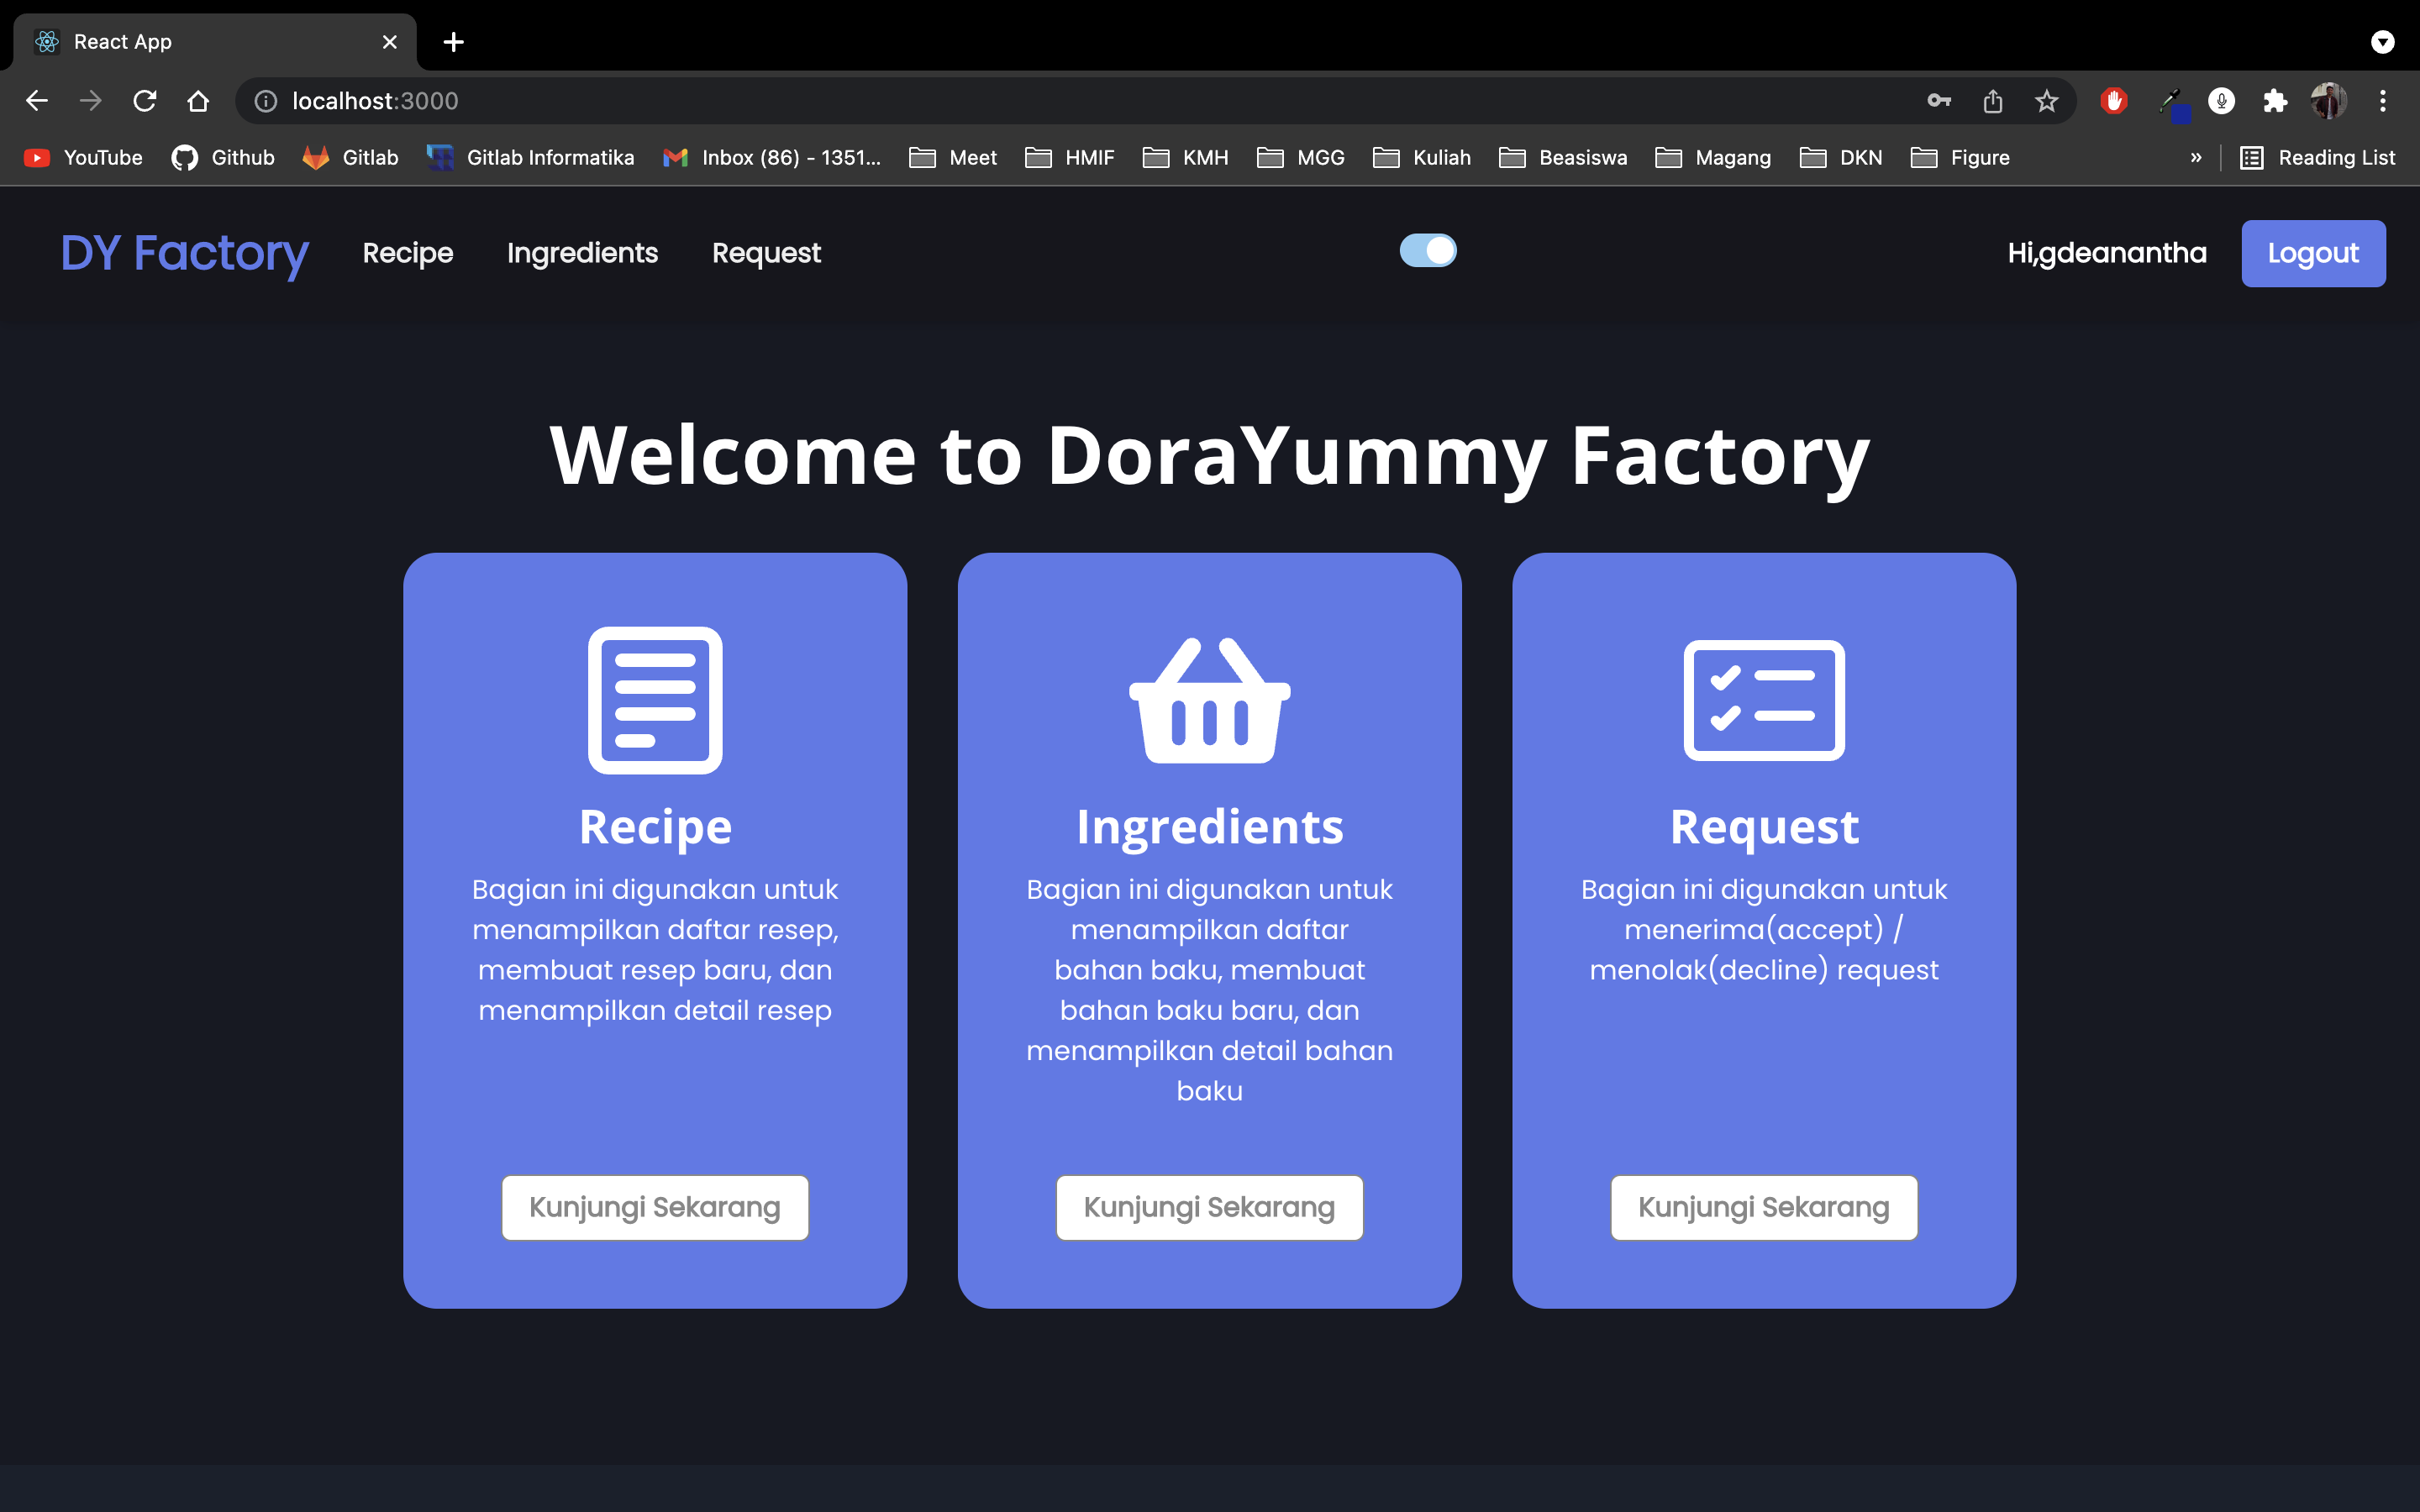 React App
localhost:3000
YouTube Github Gitlab Gitlab Informatika Inbox (86) - 1351... Meet HMIF KMH MGG Kuliah Beasiswa Magang DKN Figure » Reading List
DY Factory Recipe Ingredients Request Hi,gdeanantha Logout
Welcome to DoraYummy Factory
Recipe
Bagian ini digunakan untuk
menampilkan daftar resep,
membuat resep baru, dan
menampilkan detail resep
Kunjungi Sekarang
Ingredients
Bagian ini digunakan untuk
menampilkan daftar
bahan baku, membuat
bahan baku baru, dan
menampilkan detail bahan
baku
Kunjungi Sekarang
Request
Bagian ini digunakan untuk
menerima(accept) /
menolak(decline) request
Kunjungi Sekarang